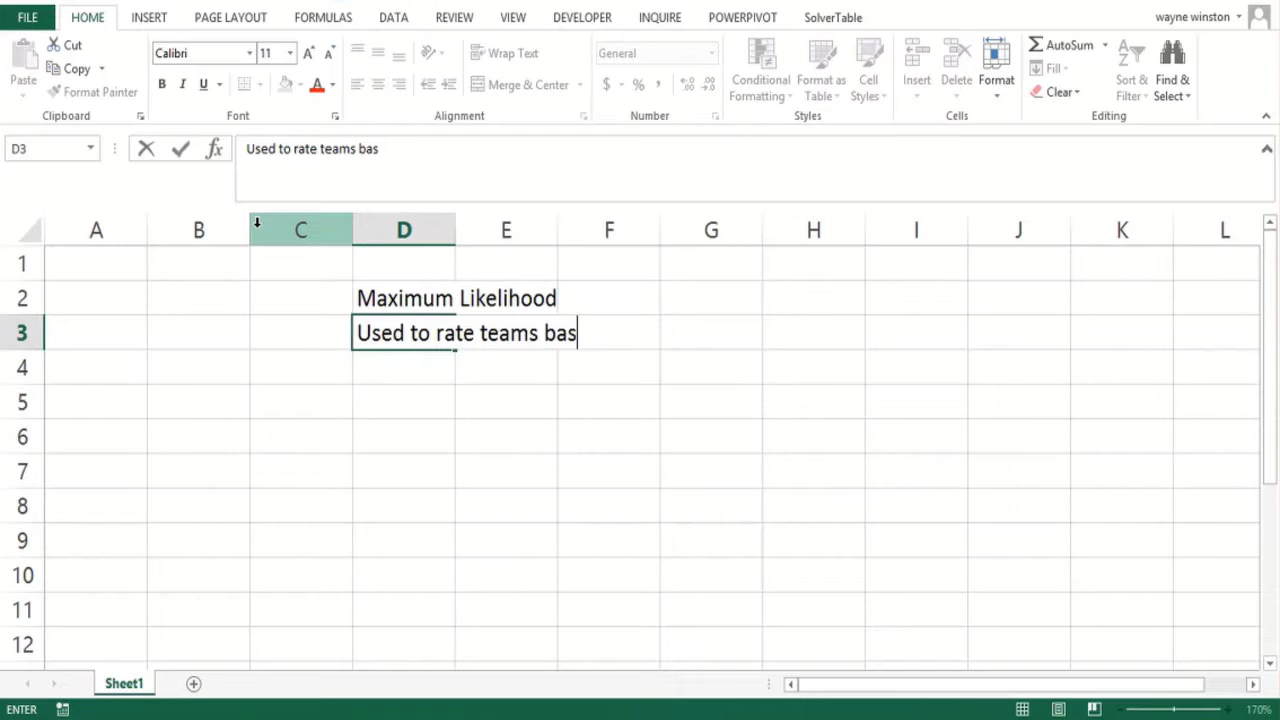 FILE HOME INSERT PAGE LAYOUT FORMULAS DATA REVIEW VIEW DEVELOPER INQUIRE POWERPIVOT SolverTable wayne winston
Paste Cut Copy Format Painter
Calibri 11 A A
B I U A
Wrap Text
Merge & Center
General
$ % ,
Conditional Formatting Format as Table Cell Styles
Insert Delete Format
AutoSum
Fill
Clear
Sort & Filter Find & Select
Clipboard Font Alignment Number Styles Cells Editing
D3 fx Used to rate teams bas
A B C D E F G H I J K L
1
2 Maximum Likelihood
3 Used to rate teams bas
4
5
6
7
8
9
10
11
12
Sheet1
ENTER 170%